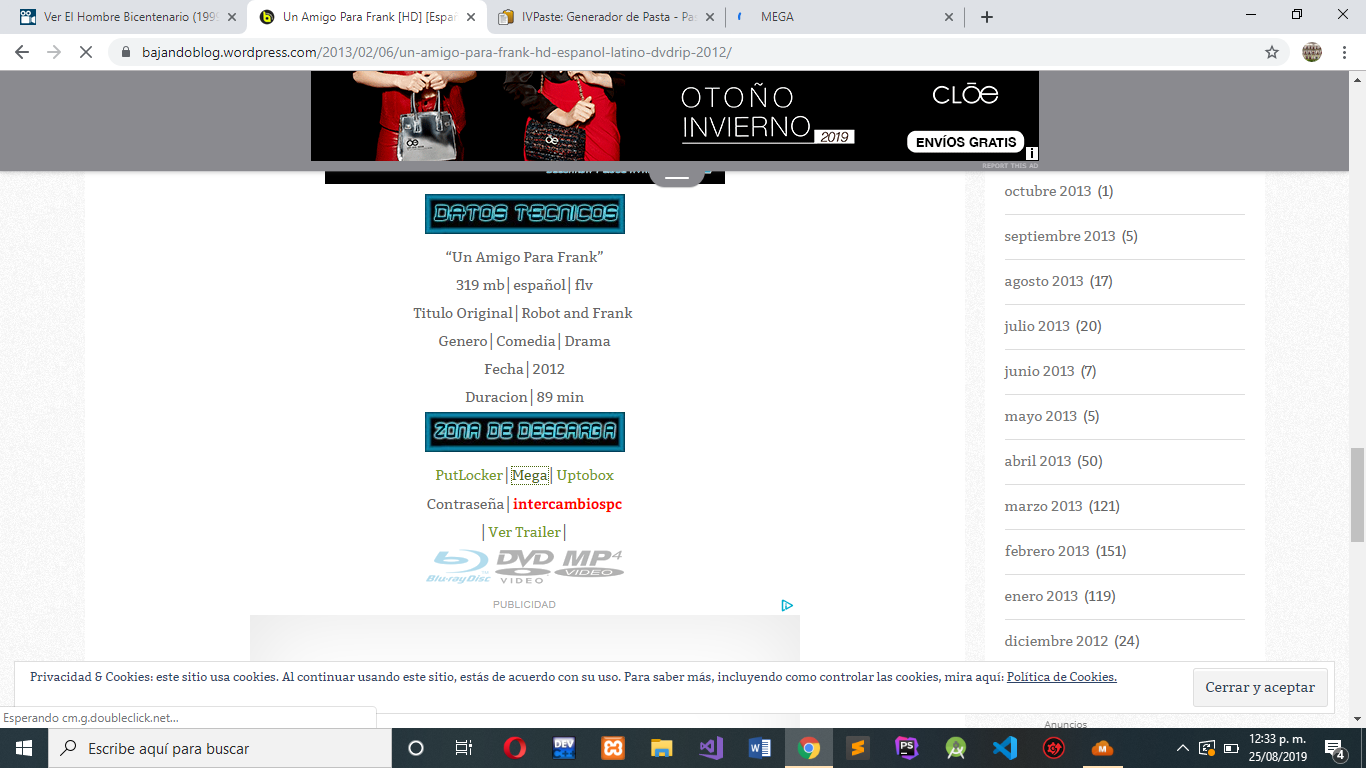 Ver El Hombre Bicentenario (1999
Un Amigo Para Frank [HD] [Españ
IVPaste: Generador de Pasta - Pas
MEGA
bajandoblog.wordpress.com/2013/02/06/un-amigo-para-frank-hd-espanol-latino-dvdrip-2012/
OTOÑO
INVIERNO 2019
CLŌE
ENVÍOS GRATIS
REPORT THIS AD
DATOS TECNICOS
“Un Amigo Para Frank”
319 mb│español│flv
Titulo Original│Robot and Frank
Genero│Comedia│Drama
Fecha│2012
Duracion│89 min
ZONA DE DESCARGA
PutLocker│Mega│Uptobox
Contraseña│intercambiospc
│Ver Trailer│
Blu-ray Disc DVD VIDEO MP4 VIDEO
PUBLICIDAD
octubre 2013 (1)
septiembre 2013 (5)
agosto 2013 (17)
julio 2013 (20)
junio 2013 (7)
mayo 2013 (5)
abril 2013 (50)
marzo 2013 (121)
febrero 2013 (151)
enero 2013 (119)
diciembre 2012 (24)
Privacidad & Cookies: este sitio usa cookies. Al continuar usando este sitio, estás de acuerdo con su uso. Para saber más, incluyendo como controlar las cookies, mira aquí: Política de Cookies.
Cerrar y aceptar
Esperando cm.g.doubleclick.net...
Anuncios
Escribe aquí para buscar
DEV
PS
12:33 p. m.
25/08/2019
4